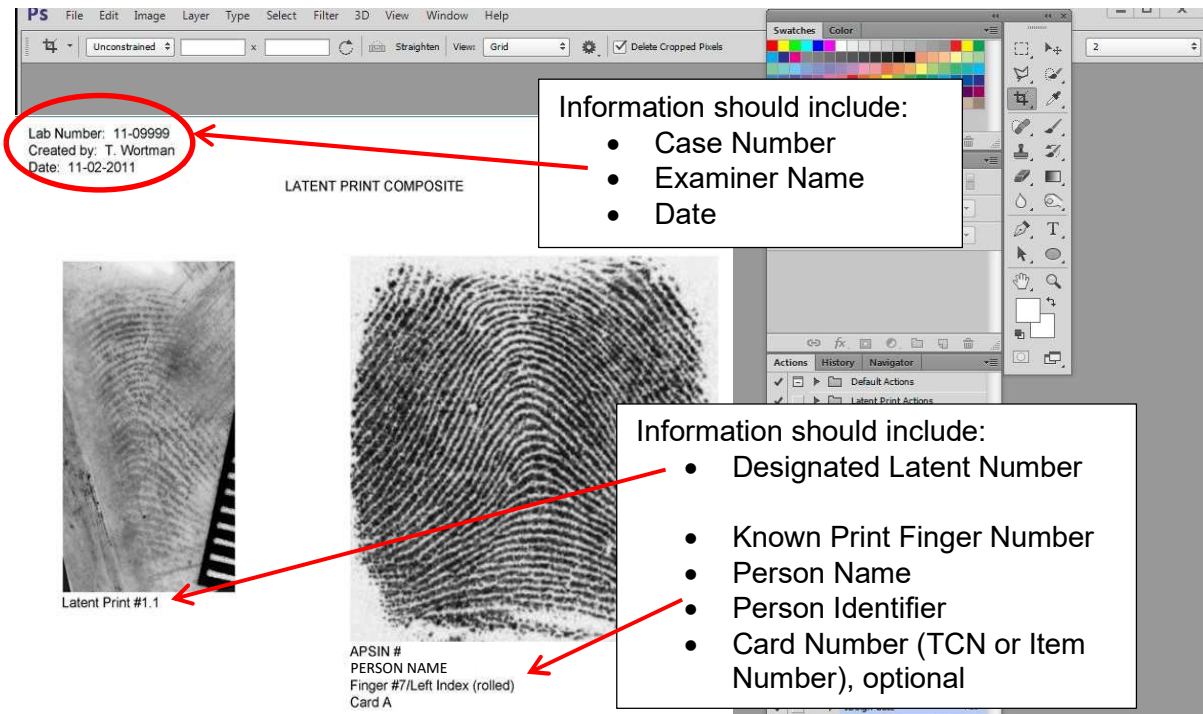 Ps File Edit Image Layer Type Select Filter 3D View Window Help
Unconstrained x Straighten View: Grid Delete Cropped Pixels
Swatches Color
2
Lab Number: 11-09999
Created by: T. Wortman
Date: 11-02-2011
LATENT PRINT COMPOSITE
Information should include:
• Case Number
• Examiner Name
• Date
Actions History Navigator
Default Actions
Latent Print Actions
Information should include:
• Designated Latent Number
• Known Print Finger Number
• Person Name
• Person Identifier
• Card Number (TCN or Item
Number), optional
Latent Print #1.1
APSIN #
PERSON NAME
Finger #7/Left Index (rolled)
Card A